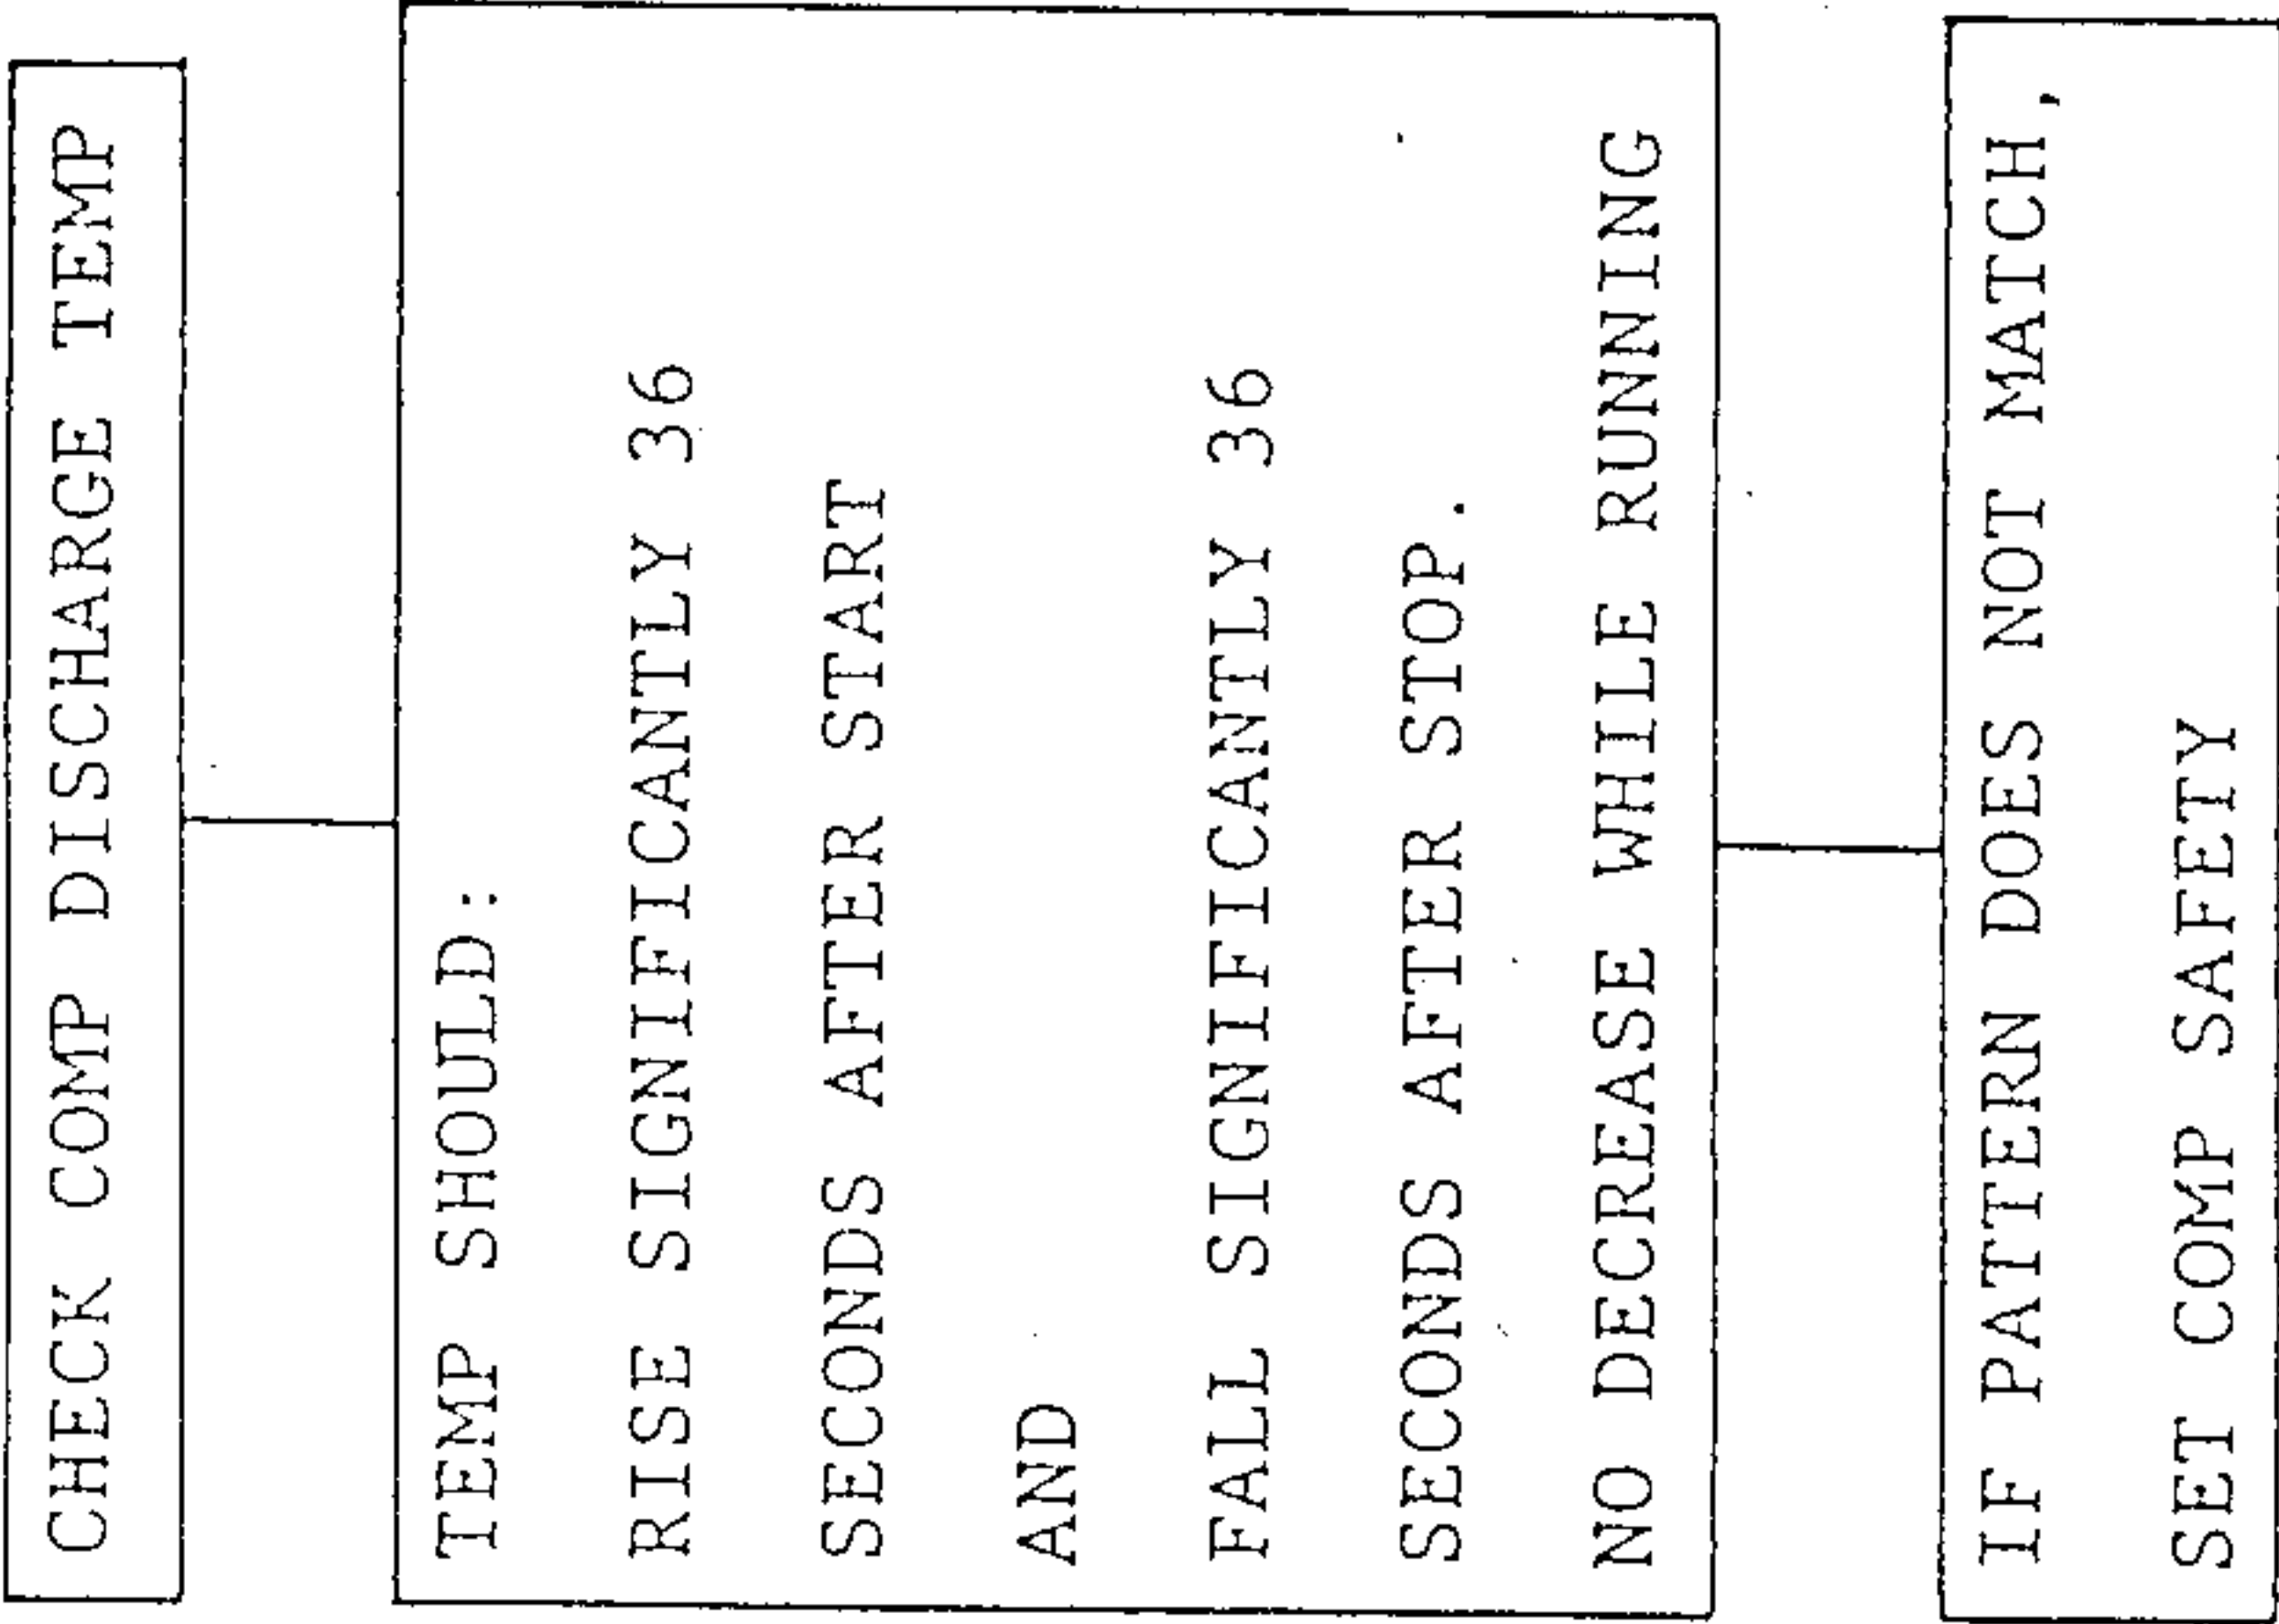 CHECK COMP DISCHARGE TEMP
TEMP SHOULD:
RISE SIGNIFICANTLY 36
SECONDS AFTER START
AND
FALL SIGNIFICANTLY 36
SECONDS AFTER STOP.
NO DECREASE WHILE RUNNING
IF PATTERN DOES NOT MATCH,
SET COMP SAFETY